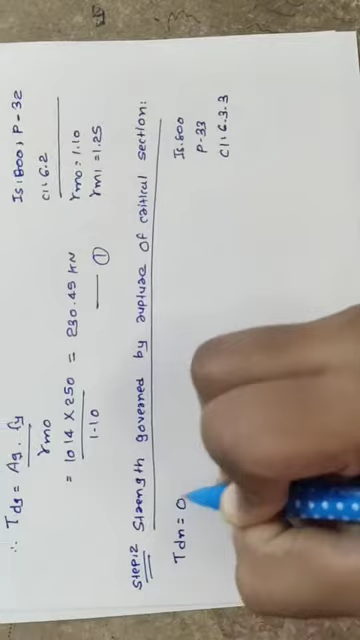 ∴ Tdg = Ag . fy
γmo
= 1014 X 250 = 230.45 KN
1.10
— ①
IS:800, P-32
Cl: 6.2
γmo = 1.10
γm1 = 1.25
Step:2 Strength governed by rupture of critical section:
Tdn = 0
IS:800
P-33
Cl: 6.3.3